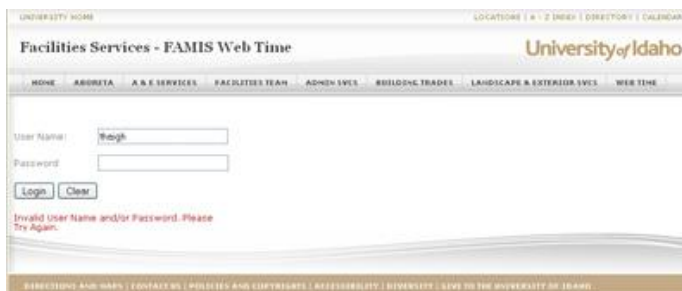 UNIVERSITY HOME
LOCATIONS | A - Z INDEX | DIRECTORY | CALENDAR
Facilities Services - FAMIS Web Time
University of Idaho
HOME ARBORETA A & E SERVICES FACILITIES TEAM ADMIN SVCS BUILDING TRADES LANDSCAPE & EXTERIOR SVCS WEB TIME
User Name: theigh
Password
Login Clear
Invalid User Name and/or Password. Please
Try Again.
DIRECTIONS AND MAPS | CONTACT US | POLICIES AND COPYRIGHTS | ACCESSIBILITY | DIVERSITY | GIVE TO THE UNIVERSITY OF IDAHO